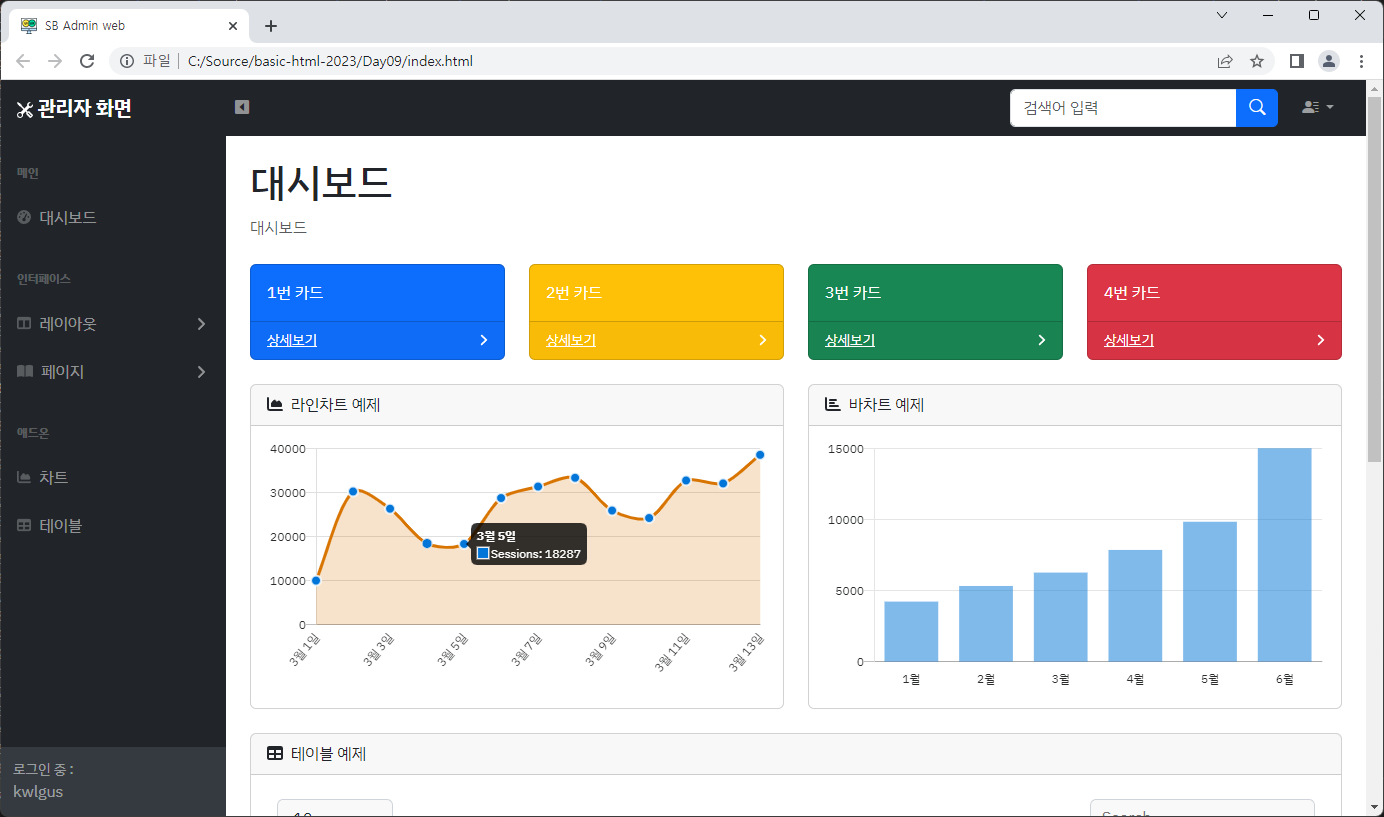 SB Admin web
파일 C:/Source/basic-html-2023/Day09/index.html
관리자 화면
검색어 입력
메인
대시보드
인터페이스
레이아웃
페이지
애드온
차트
테이블
로그인 중 :
kwlgus
대시보드
대시보드
1번 카드
상세보기
2번 카드
상세보기
3번 카드
상세보기
4번 카드
상세보기
라인차트 예제
40000
30000
20000
10000
0
3월 5일
Sessions: 18287
3월 1일
3월 3일
3월 5일
3월 7일
3월 9일
3월 11일
3월 13일
바차트 예제
15000
10000
5000
0
1월
2월
3월
4월
5월
6월
테이블 예제
10
Search